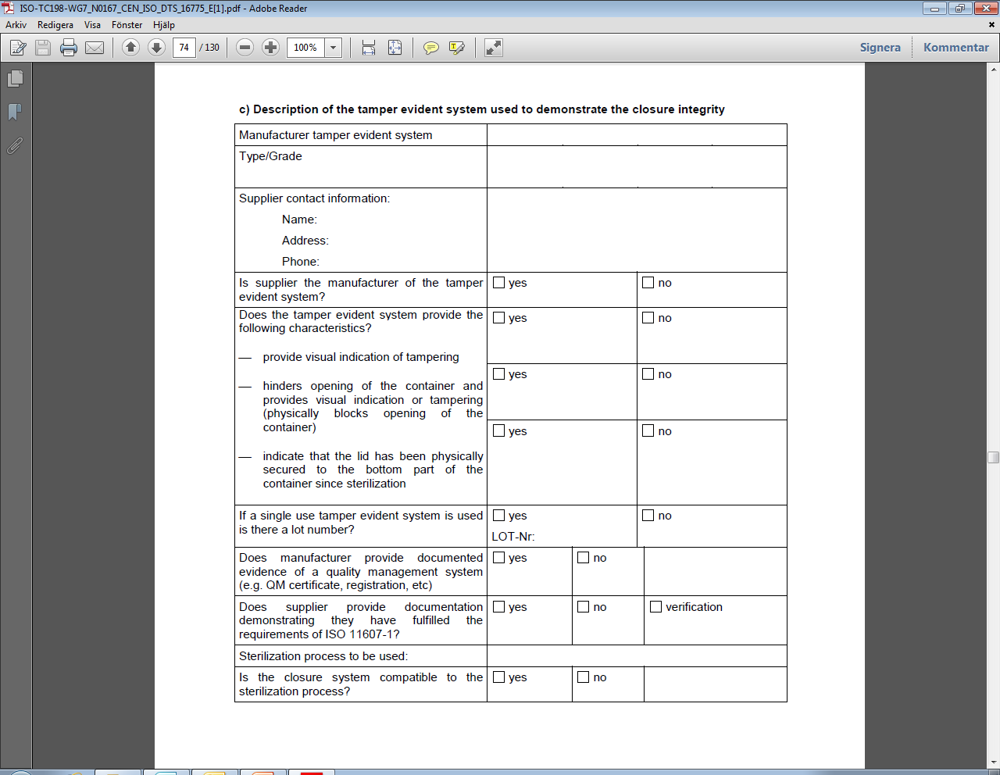 ISO-TC198-WG7_N0167_CEN_ISO_DTS_16775_E[1].pdf - Adobe Reader
Arkiv Redigera Visa Fönster Hjälp
74 / 130 100% Signera Kommentar
c) Description of the tamper evident system used to demonstrate the closure integrity
Manufacturer tamper evident system
Type/Grade
Supplier contact information:
Name:
Address:
Phone:
Is supplier the manufacturer of the tamper
evident system?
yes no
Does the tamper evident system provide the
following characteristics?
yes no
— provide visual indication of tampering
yes no
— hinders opening of the container and
provides visual indication or tampering
(physically blocks opening of the
container)
yes no
— indicate that the lid has been physically
secured to the bottom part of the
container since sterilization
If a single use tamper evident system is used
is there a lot number?
yes no
LOT-Nr:
Does manufacturer provide documented
evidence of a quality management system
(e.g. QM certificate, registration, etc)
yes no
Does supplier provide documentation
demonstrating they have fulfilled the
requirements of ISO 11607-1?
yes no verification
Sterilization process to be used:
Is the closure system compatible to the
sterilization process?
yes no